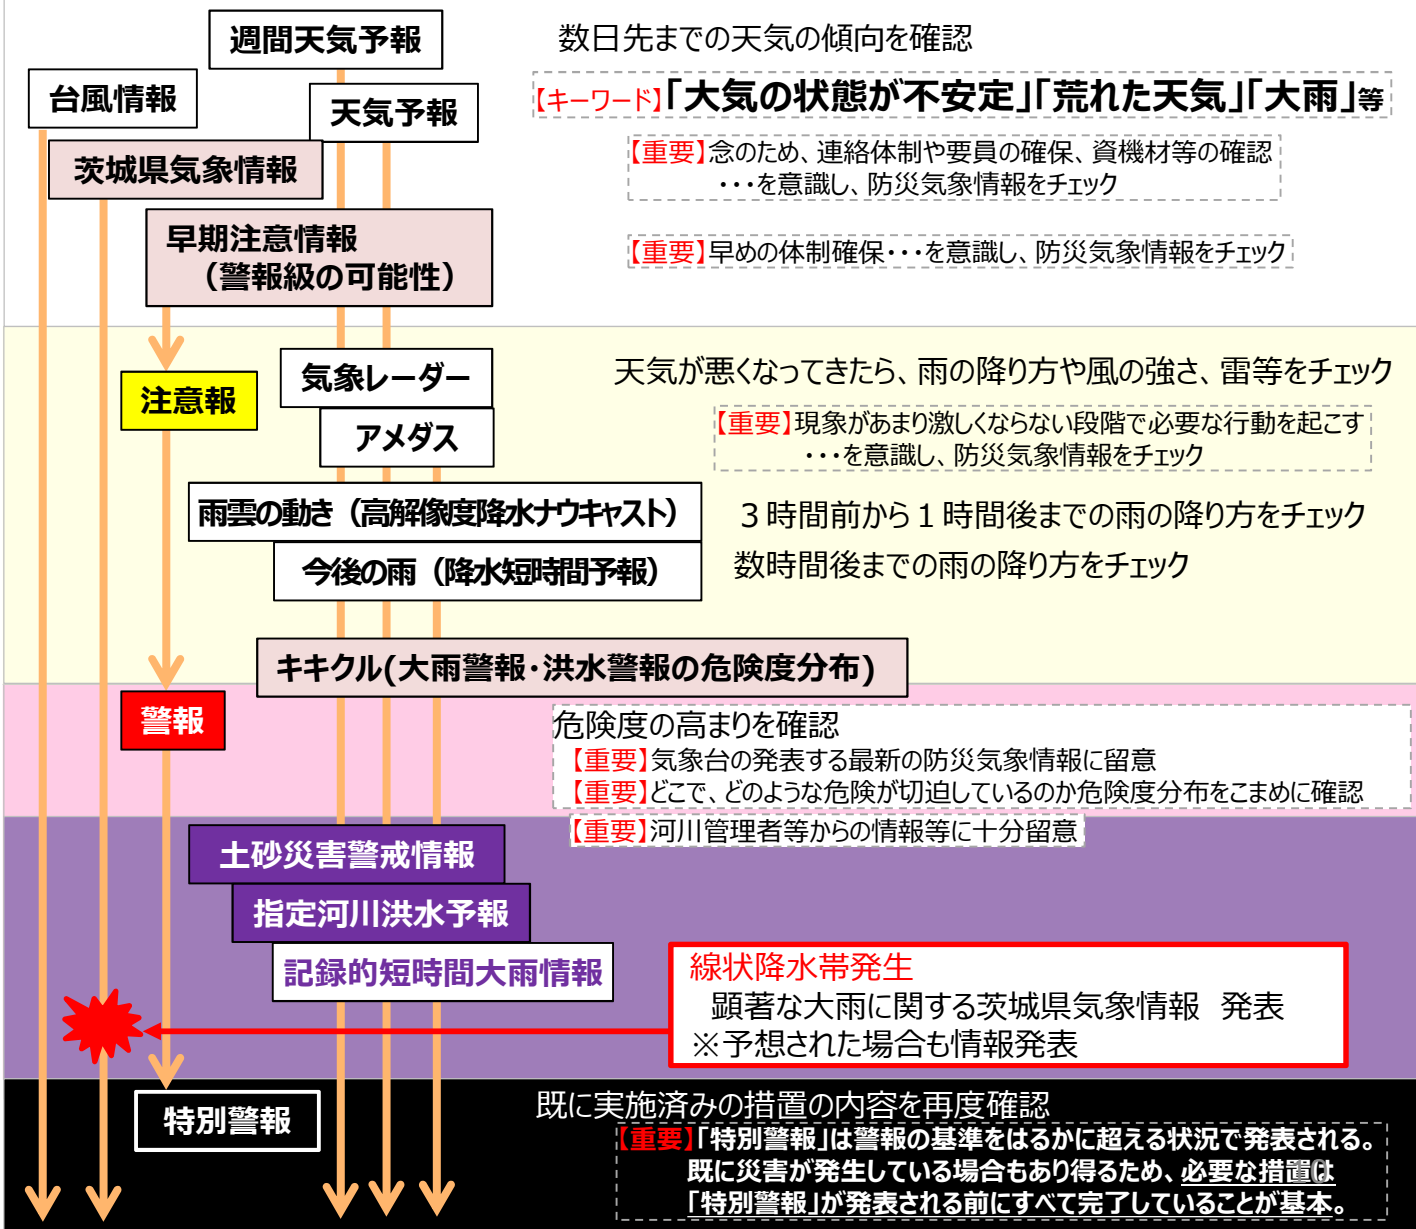 週間天気予報
数日先までの天気の傾向を確認
台風情報
天気予報
【キーワード】「大気の状態が不安定」「荒れた天気」「大雨」等
茨城県気象情報
【重要】念のため、連絡体制や要員の確保、資機材等の確認
・・・を意識し、防災気象情報をチェック
早期注意情報
（警報級の可能性）
【重要】早めの体制確保・・・を意識し、防災気象情報をチェック
気象レーダー
天気が悪くなってきたら、雨の降り方や風の強さ、雷等をチェック
注意報
アメダス
【重要】現象があまり激しくならない段階で必要な行動を起こす
・・・を意識し、防災気象情報をチェック
雨雲の動き（高解像度降水ナウキャスト）
３時間前から１時間後までの雨の降り方をチェック
今後の雨（降水短時間予報）
数時間後までの雨の降り方をチェック
キキクル(大雨警報・洪水警報の危険度分布)
警報
危険度の高まりを確認
【重要】気象台の発表する最新の防災気象情報に留意
【重要】どこで、どのような危険が切迫しているのか危険度分布をこまめに確認
【重要】河川管理者等からの情報等に十分留意
土砂災害警戒情報
指定河川洪水予報
記録的短時間大雨情報
線状降水帯発生
顕著な大雨に関する茨城県気象情報　発表
※予想された場合も情報発表
特別警報
既に実施済みの措置の内容を再度確認
【重要】「特別警報」は警報の基準をはるかに超える状況で発表される。
既に災害が発生している場合もあり得るため、必要な措置は
「特別警報」が発表される前にすべて完了していることが基本。
10